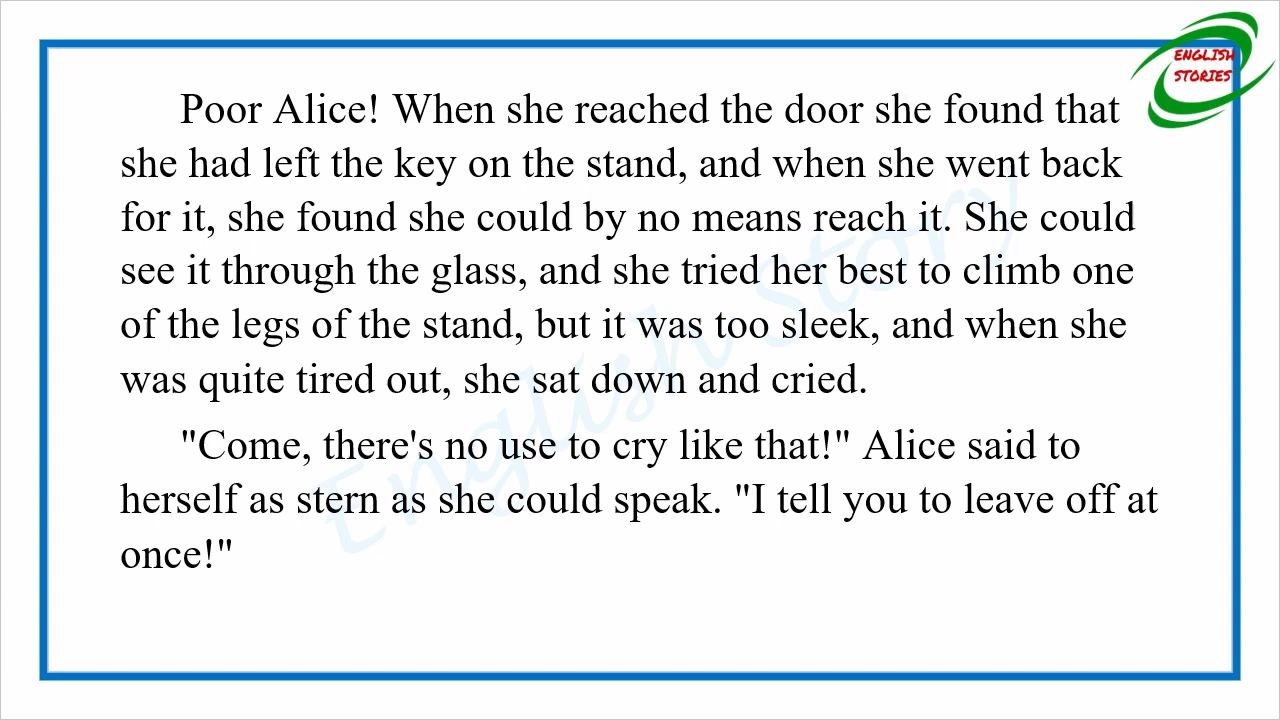 ENGLISH
STORIES
Poor Alice! When she reached the door she found that
she had left the key on the stand, and when she went back
for it, she found she could by no means reach it. She could
see it through the glass, and she tried her best to climb one
of the legs of the stand, but it was too sleek, and when she
was quite tired out, she sat down and cried.
"Come, there's no use to cry like that!" Alice said to
herself as stern as she could speak. "I tell you to leave off at
once!"
English Story